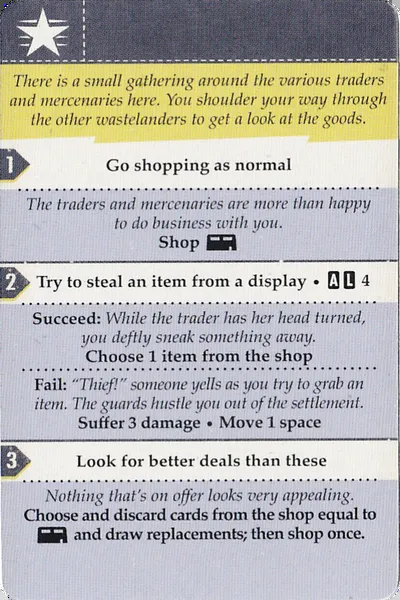 There is a small gathering around the various traders
and mercenaries here. You shoulder your way through
the other wastelanders to get a look at the goods.
1
Go shopping as normal
The traders and mercenaries are more than happy
to do business with you.
Shop
2
Try to steal an item from a display • A L 4
Succeed: While the trader has her head turned,
you deftly sneak something away.
Choose 1 item from the shop
Fail: "Thief!" someone yells as you try to grab an
item. The guards hustle you out of the settlement.
Suffer 3 damage • Move 1 space
3
Look for better deals than these
Nothing that's on offer looks very appealing.
Choose and discard cards from the shop equal to
and draw replacements; then shop once.